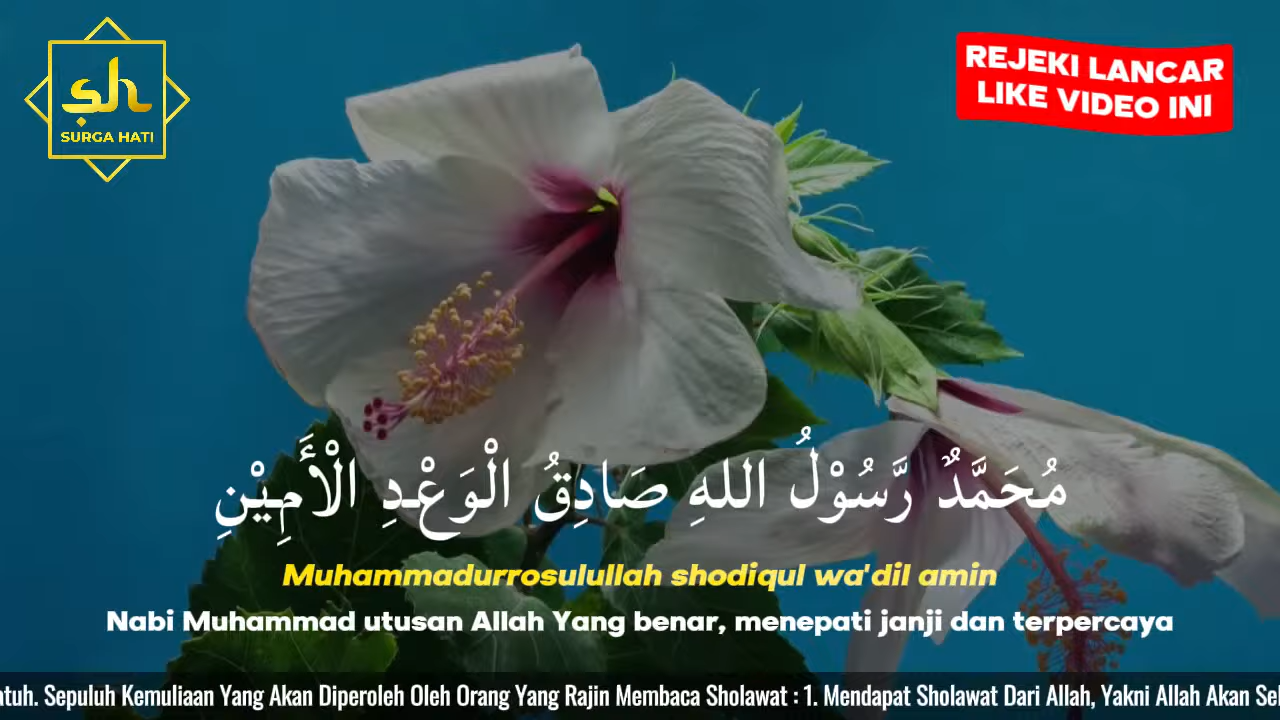 sh
SURGA HATI
REJEKI LANCAR
LIKE VIDEO INI
مُحَمَّدٌ رَّسُوْلُ اللهِ صَادِقُ الْوَعْدِ الْأَمِيْنِ
Muhammadurrosulullah shodiqul wa'dil amin
Nabi Muhammad utusan Allah Yang benar, menepati janji dan terpercaya
atuh. Sepuluh Kemuliaan Yang Akan Diperoleh Oleh Orang Yang Rajin Membaca Sholawat : 1. Mendapat Sholawat Dari Allah, Yakni Allah Akan Sel